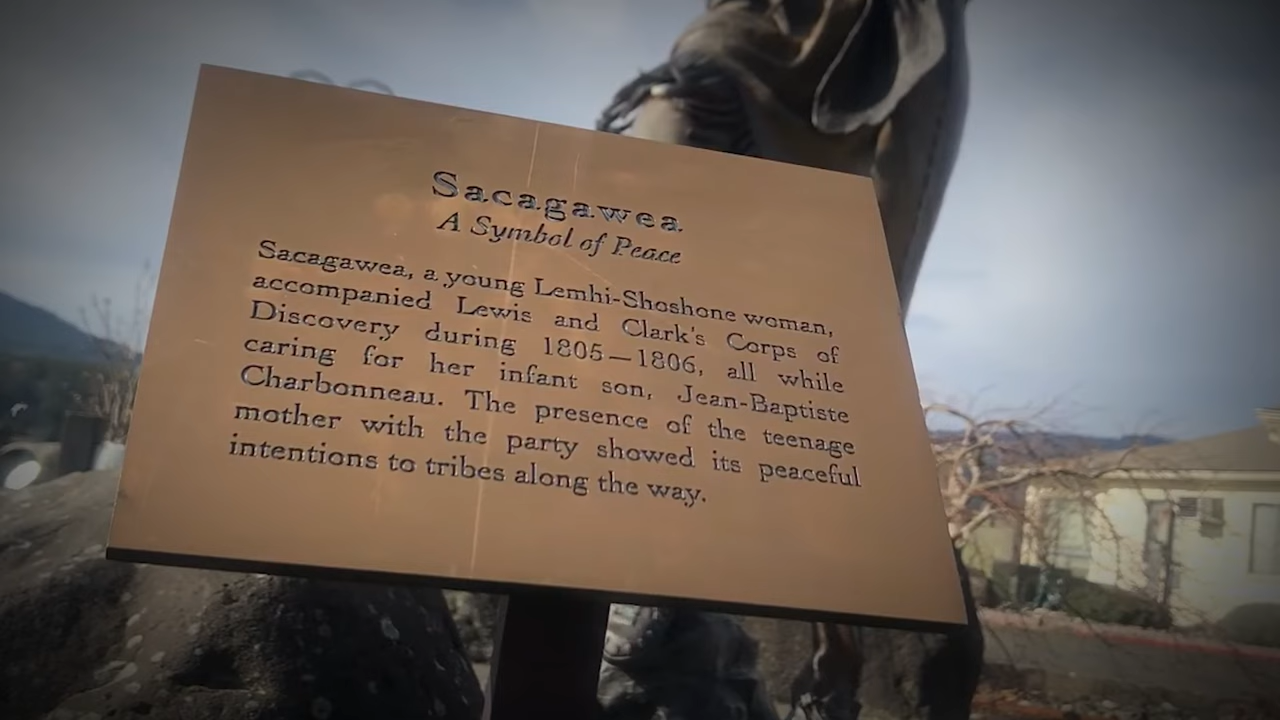 Sacagawea
A Symbol of Peace
Sacagawea, a young Lemhi-Shoshone woman,
accompanied Lewis and Clark's Corps of
Discovery during 1805—1806, all while
caring for her infant son, Jean-Baptiste
Charbonneau. The presence of the teenage
mother with the party showed its peaceful
intentions to tribes along the way.